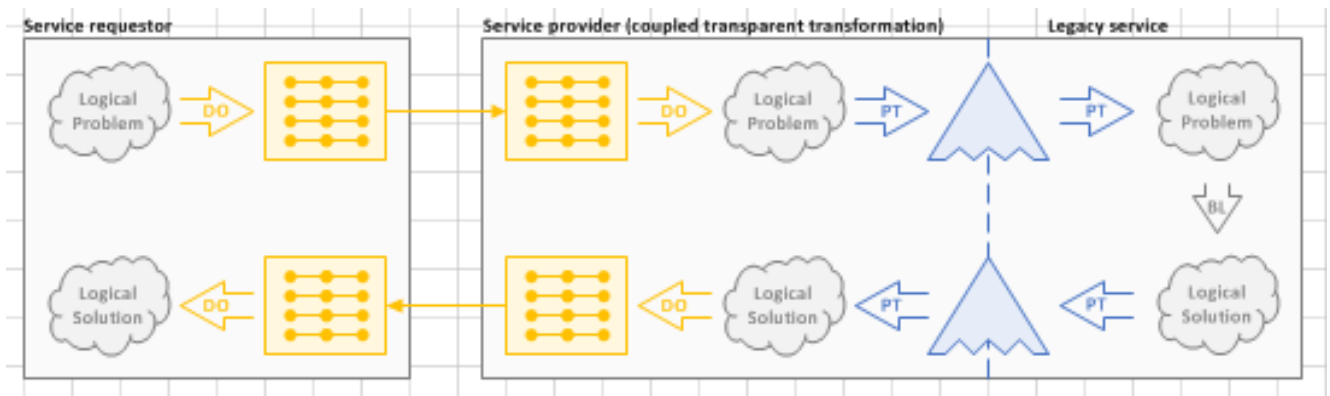 Service requestor
Service provider (coupled transparent transformation)
Legacy service
Logical
Problem
DO
DO
Logical
Problem
PT
PT
Logical
Problem
BL
Logical
Solution
DO
DO
Logical
Solution
PT
PT
Logical
Solution